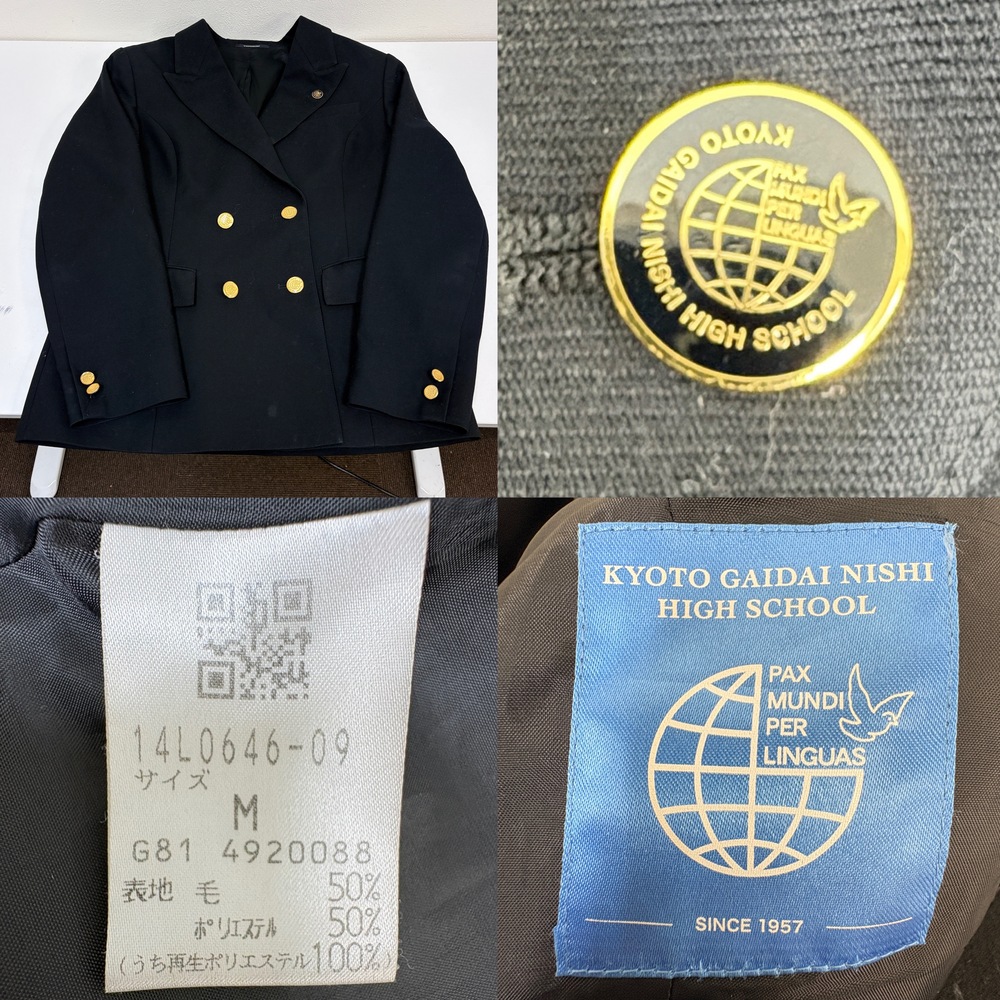 KYOTO GAIDAI NISHI HIGH SCHOOL
PAX
MUNDI
PER
LINGUAS
14L0646-09
サイズ
M
G81 4920088
表地 毛 50%
ポリエステル 50%
(うち再生ポリエステル100%)
KYOTO GAIDAI NISHI
HIGH SCHOOL
PAX
MUNDI
PER
LINGUAS
SINCE 1957